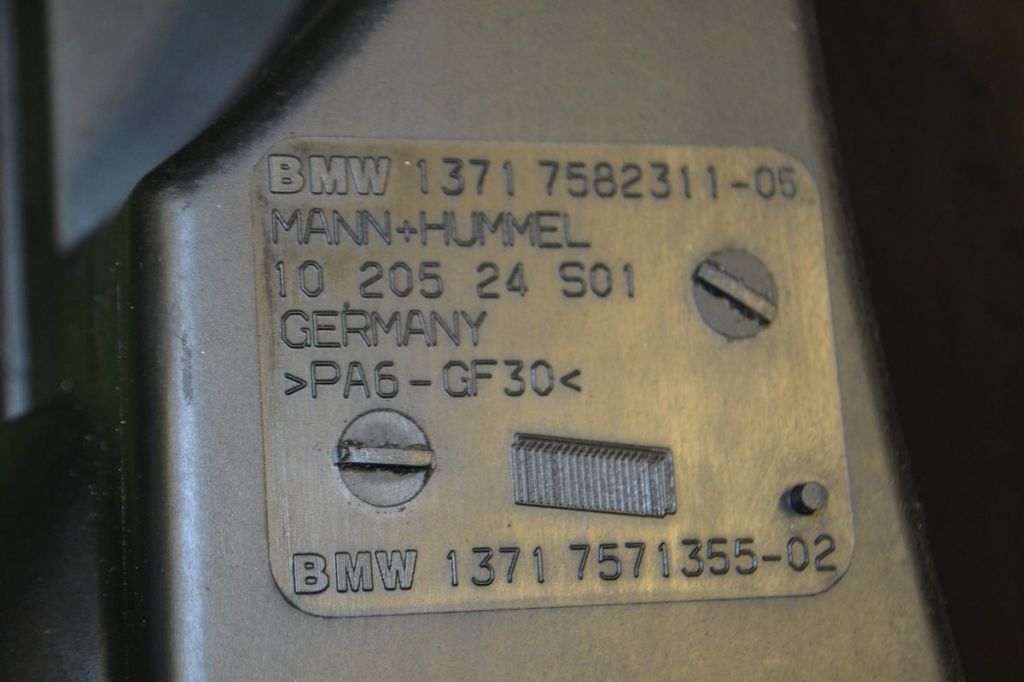 BMW 1371 7582311-05
MANN+HUMMEL
10 205 24 S01
GERMANY
>PA6-GF30<
BMW 1371 7571355-02